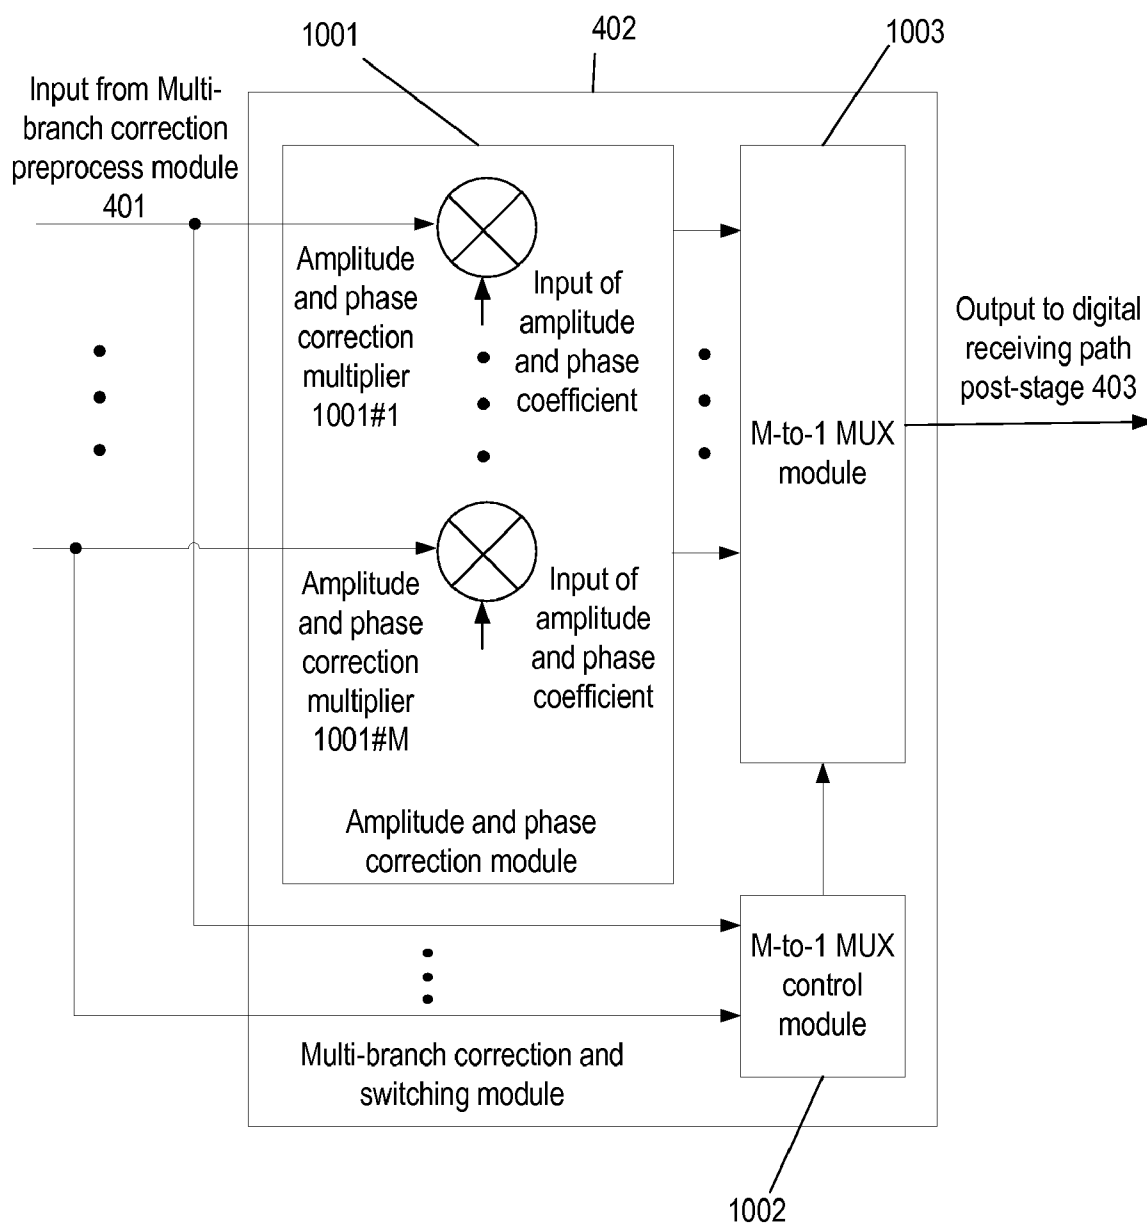 1001
402
1003
Input from Multi-
branch correction
preprocess module
401
Amplitude
and phase
correction
multiplier
1001#1
Input of
amplitude
and phase
coefficient
Output to digital
receiving path
post-stage 403
M-to-1 MUX
module
Amplitude
and phase
correction
multiplier
1001#M
Input of
amplitude
and phase
coefficient
Amplitude and phase
correction module
M-to-1 MUX
control
module
Multi-branch correction and
switching module
1002